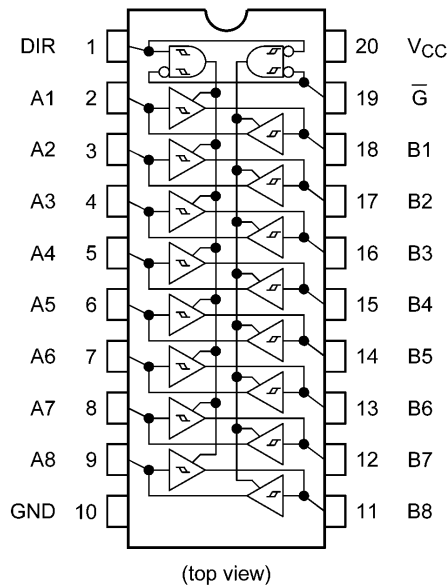 DIR 1 20 VCC
A1 2 19 G̅
A2 3 18 B1
A3 4 17 B2
A4 5 16 B3
A5 6 15 B4
A6 7 14 B5
A7 8 13 B6
A8 9 12 B7
GND 10 11 B8
(top view)